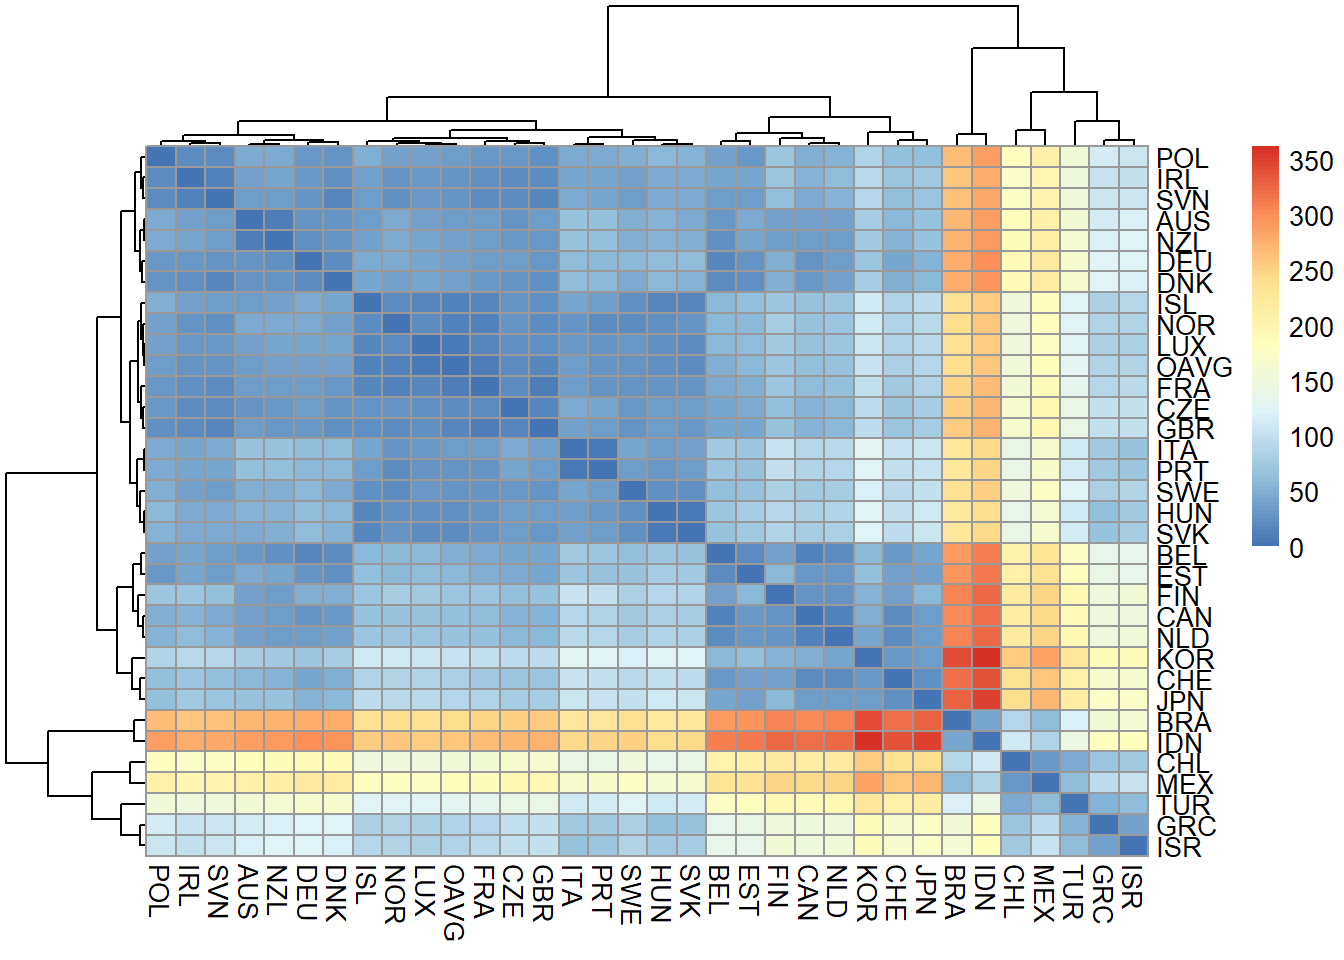 POL
IRL
SVN
AUS
NZL
DEU
DNK
ISL
NOR
LUX
OAVG
FRA
CZE
GBR
ITA
PRT
SWE
HUN
SVK
BEL
EST
FIN
CAN
NLD
KOR
CHE
JPN
BRA
IDN
CHL
MEX
TUR
GRC
ISR
350
300
250
200
150
100
50
0
POL
IRL
SVN
AUS
NZL
DEU
DNK
ISL
NOR
LUX
OAVG
FRA
CZE
GBR
ITA
PRT
SWE
HUN
SVK
BEL
EST
FIN
CAN
NLD
KOR
CHE
JPN
BRA
IDN
CHL
MEX
TUR
GRC
ISR